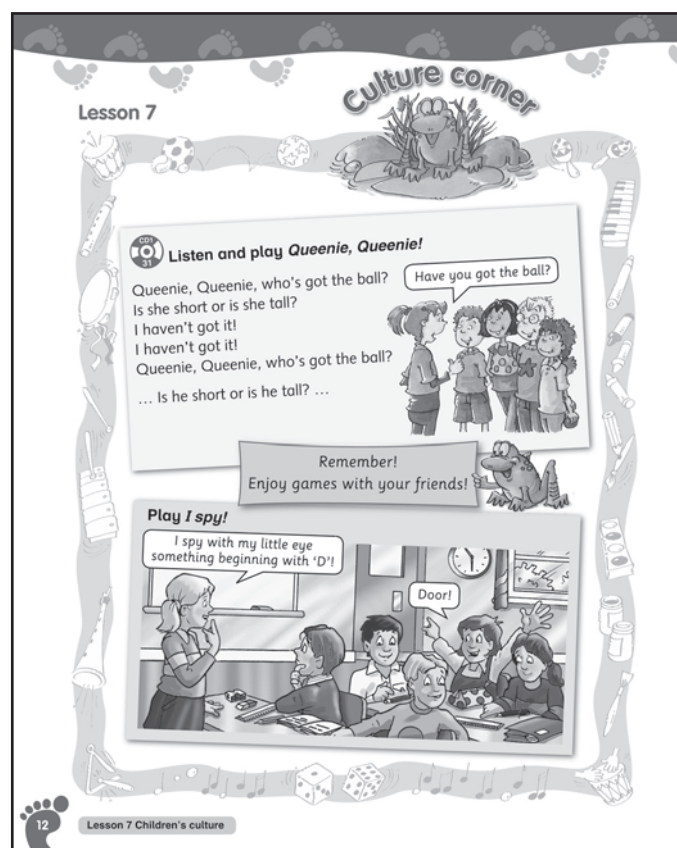 Culture corner
Lesson 7
CD1
31
Listen and play Queenie, Queenie!
Queenie, Queenie, who's got the ball?
Is she short or is she tall?
I haven't got it!
I haven't got it!
Queenie, Queenie, who's got the ball?
... Is he short or is he tall? ...
Have you got the ball?
Remember!
Enjoy games with your friends!
Play I spy!
I spy with my little eye
something beginning with 'D'!
Door!
12
Lesson 7 Children's culture